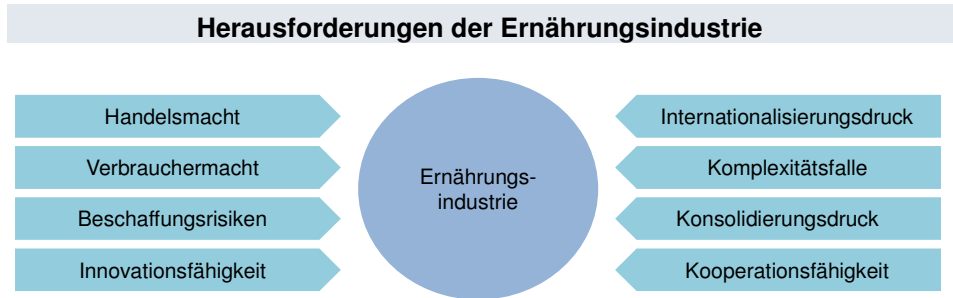 Herausforderungen der Ernährungsindustrie
Handelsmacht
Verbrauchermacht
Beschaffungsrisiken
Innovationsfähigkeit
Ernährungs-
industrie
Internationalisierungsdruck
Komplexitätsfalle
Konsolidierungsdruck
Kooperationsfähigkeit